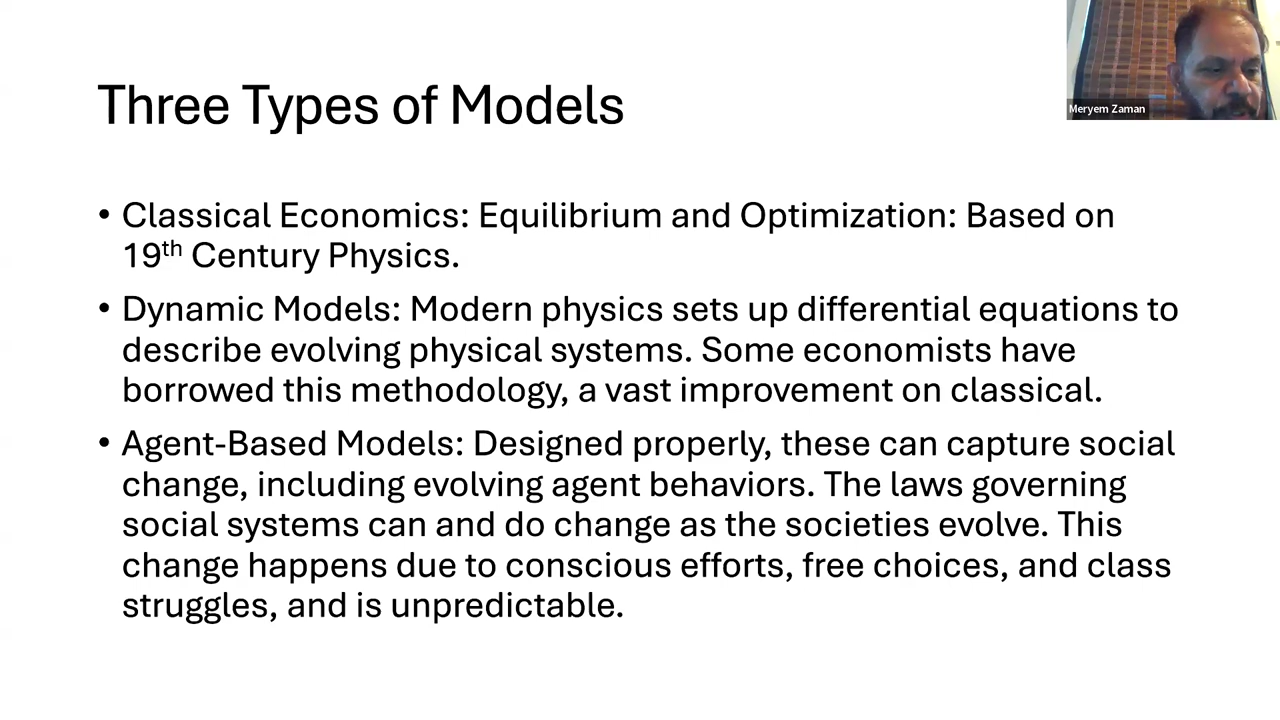 Three Types of Models
Meryem Zaman
• Classical Economics: Equilibrium and Optimization: Based on
19th Century Physics.
• Dynamic Models: Modern physics sets up differential equations to
describe evolving physical systems. Some economists have
borrowed this methodology, a vast improvement on classical.
• Agent-Based Models: Designed properly, these can capture social
change, including evolving agent behaviors. The laws governing
social systems can and do change as the societies evolve. This
change happens due to conscious efforts, free choices, and class
struggles, and is unpredictable.